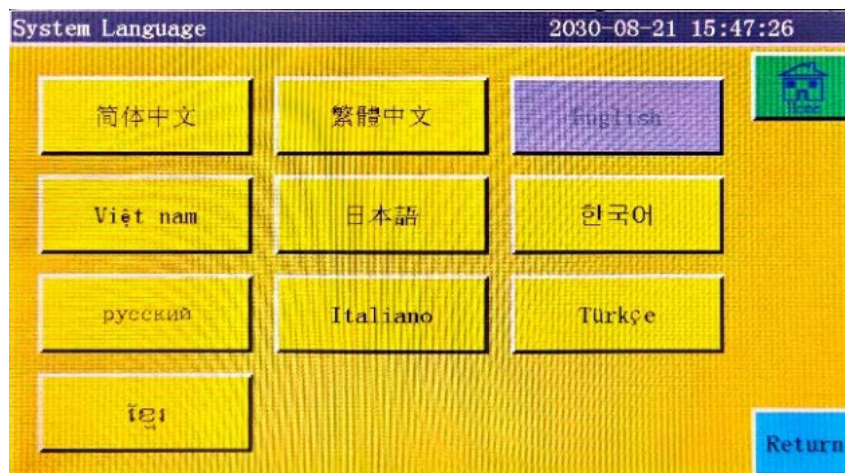 System Language 2030-08-21 15:47:26
Home
简体中文 繁體中文 English
Việt nam 日本語 한국어
русский Italiano Türkçe
ខ្មែរ
Return